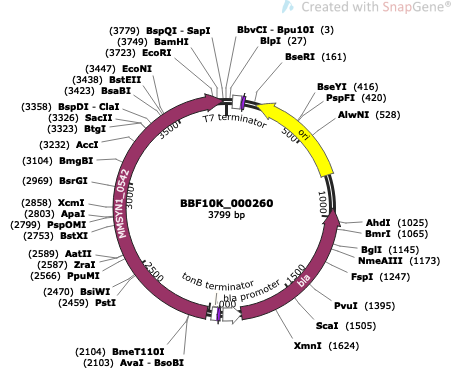 Created with SnapGene®
(3779) BspQI - SapI
(3749) BamHI
(3723) EcoRI
(3447) EcoNI
(3438) BstEII
(3423) BsaBI
(3358) BspDI - ClaI
(3326) SacII
(3323) BtgI
(3232) AccI
(3104) BmgBI
(2969) BsrGI
(2858) XcmI
(2803) ApaI
(2799) PspOMI
(2753) BstXI
(2589) AatII
(2587) ZraI
(2566) PpuMI
(2470) BsiWI
(2459) PstI
(2104) BmeT110I
(2103) AvaI - BsoBI
BbvCI - Bpu10I (3)
BlpI (27)
BseRI (161)
BseYI (416)
PspFI (420)
AlwNI (528)
AhdI (1025)
BmrI (1065)
BglI (1145)
NmeAIII (1173)
FspI (1247)
PvuI (1395)
ScaI (1505)
XmnI (1624)
T7 terminator
ori
500
1000
1500
2500
3000
3500
MMSYN1_0542
BBF10K_000260
3799 bp
tonB terminator
bla promoter
bla